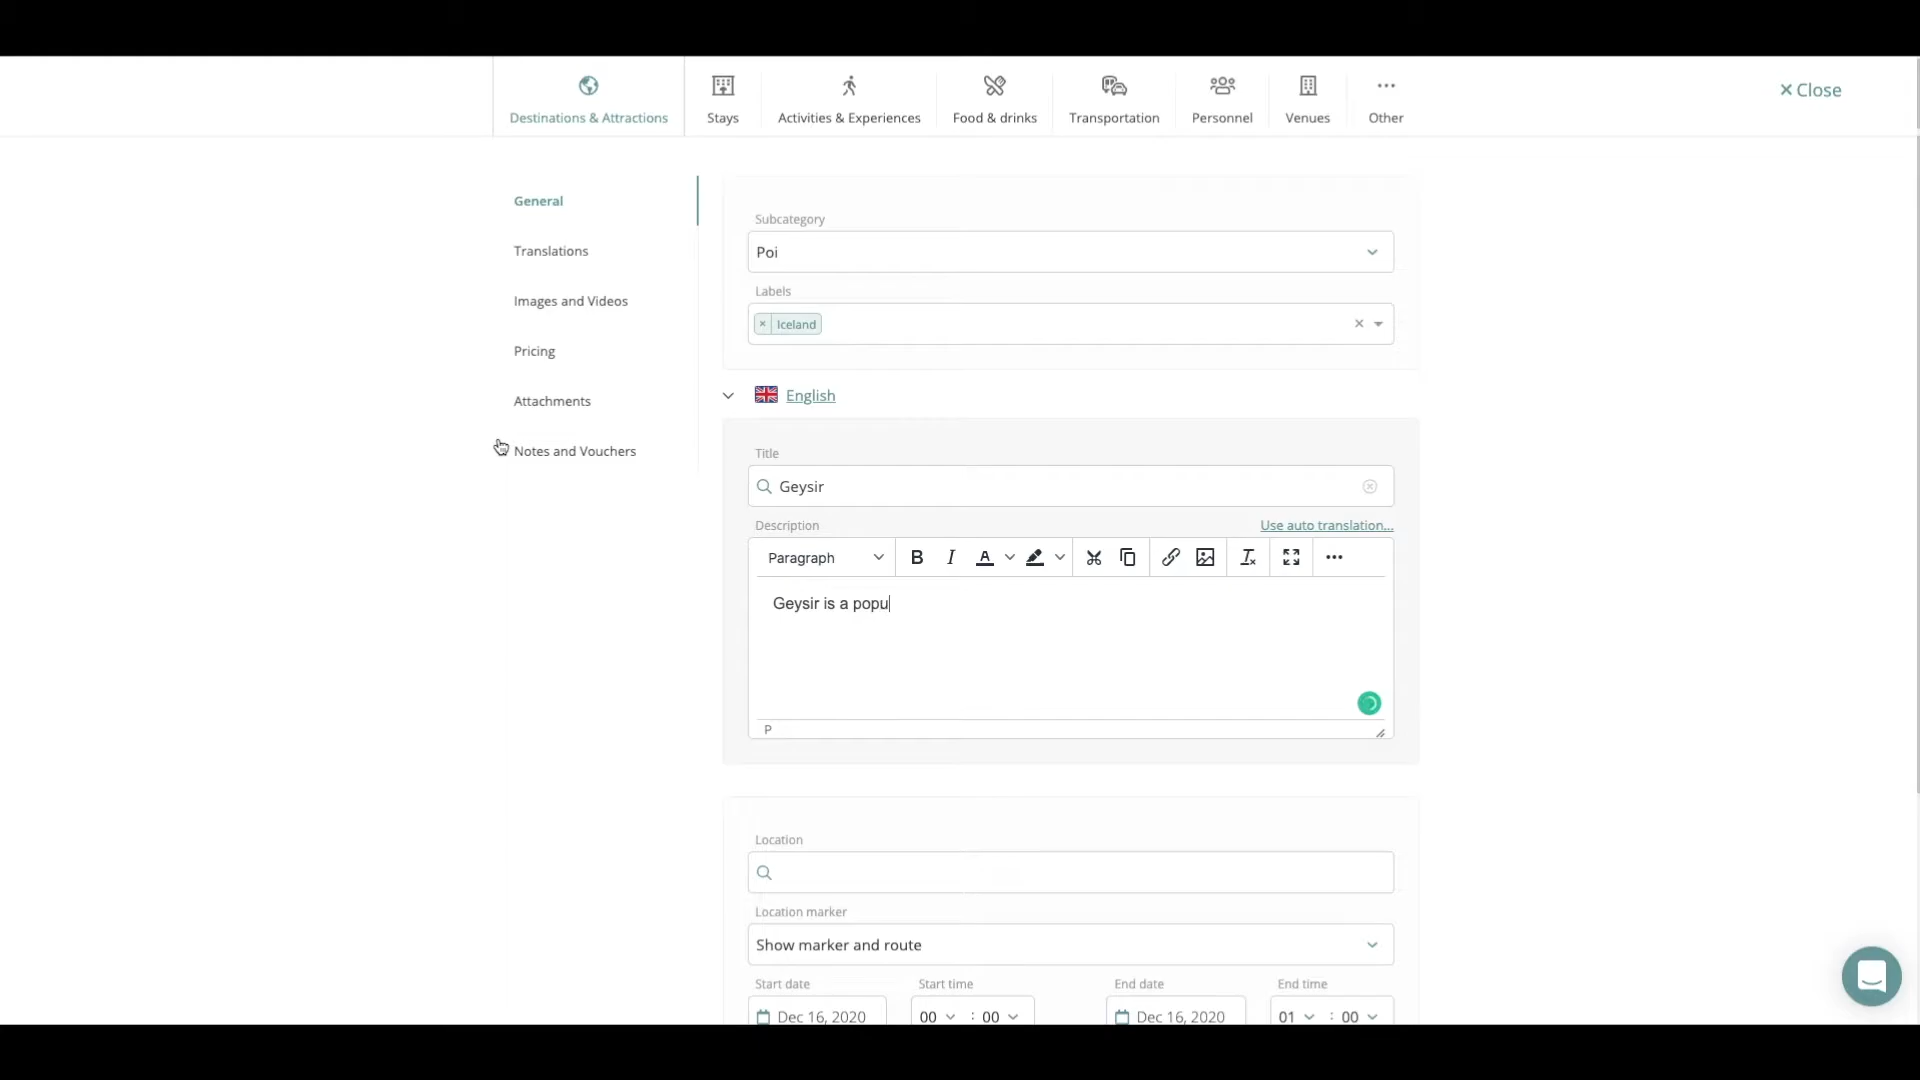 Destinations & Attractions
Stays
Activities & Experiences
Food & drinks
Transportation
Personnel
Venues
Other
× Close
General
Translations
Images and Videos
Pricing
Attachments
Notes and Vouchers
Subcategory
Poi
Labels
× Iceland ×
English
Title
Geysir
Description Use auto translation...
Paragraph B I A
Geysir is a popu
P
Location
Location marker
Show marker and route
Start date Start time End date End time
Dec 16, 2020 00 : 00 Dec 16, 2020 01 : 00